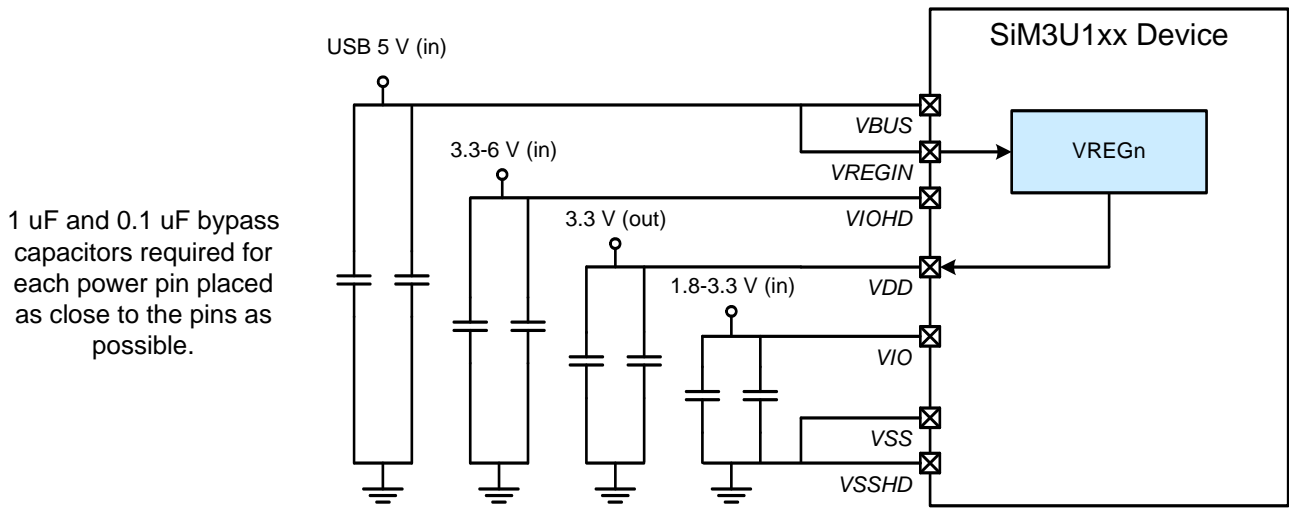 SiM3U1xx Device
USB 5 V (in)
VBUS
3.3-6 V (in)
VREGn
VREGIN
1 uF and 0.1 uF bypass
capacitors required for
each power pin placed
as close to the pins as
possible.
VIOHD
3.3 V (out)
VDD
1.8-3.3 V (in)
VIO
VSS
VSSHD